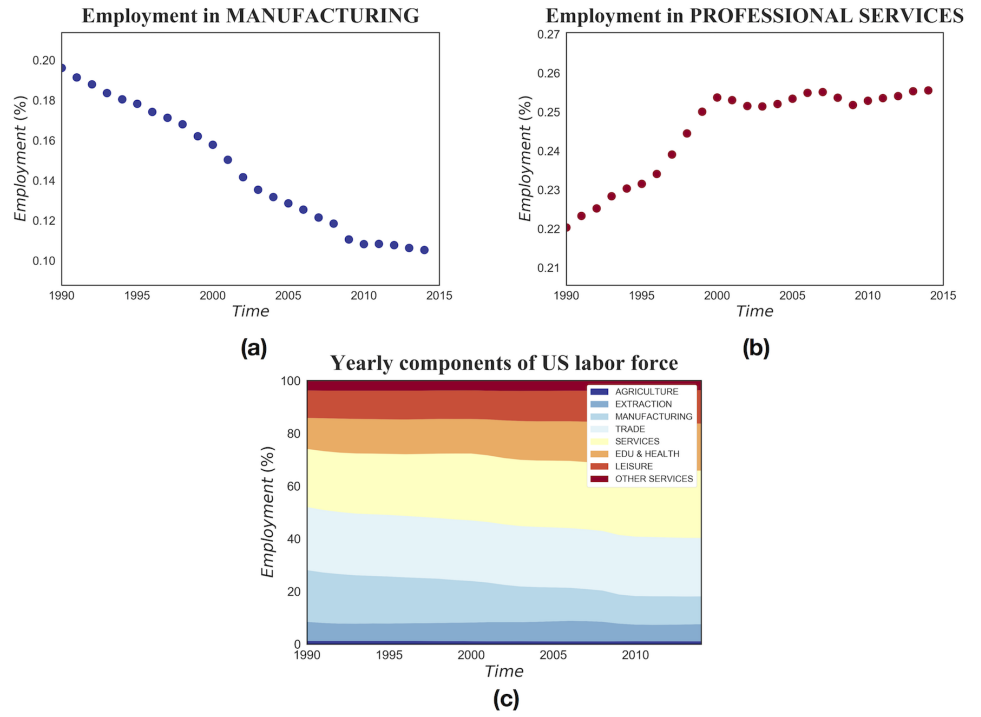 Employment in MANUFACTURING
0.20
0.18
0.16
0.14
0.12
0.10
Employment (%)
1990 1995 2000 2005 2010 2015
Time
(a)
Employment in PROFESSIONAL SERVICES
0.27
0.26
0.25
0.24
0.23
0.22
0.21
Employment (%)
1990 1995 2000 2005 2010 2015
Time
(b)
Yearly components of US labor force
100
80
60
40
20
0
Employment (%)
AGRICULTURE
EXTRACTION
MANUFACTURING
TRADE
SERVICES
EDU & HEALTH
LEISURE
OTHER SERVICES
1990 1995 2000 2005 2010
Time
(c)